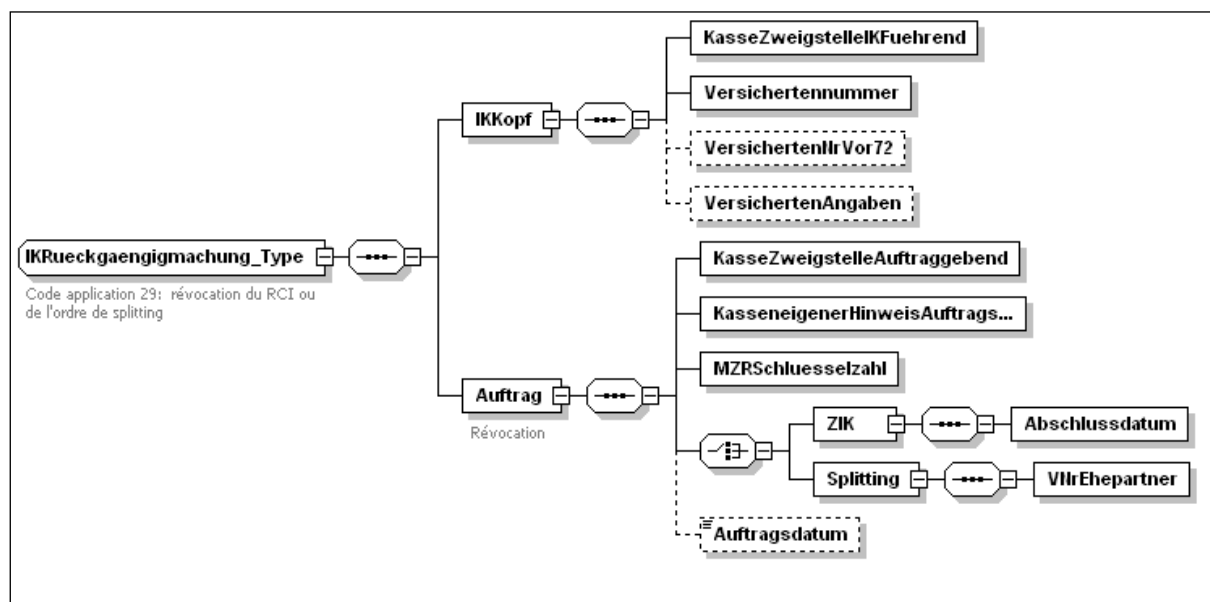 KasseZweigstelleIKFuehrend
Versichertennummer
IKKopf
VersichertenNrVor72
VersichertenAngaben
IKRueckgaengigmachung_Type
Code application 29: révocation du RCI ou
de l'ordre de splitting
KasseZweigstelleAuftraggebend
KasseneigenerHinweisAuftrags...
MZRSchluesselzahl
Auftrag
Révocation
ZIK
Abschlussdatum
Splitting
VNrEhepartner
Auftragsdatum